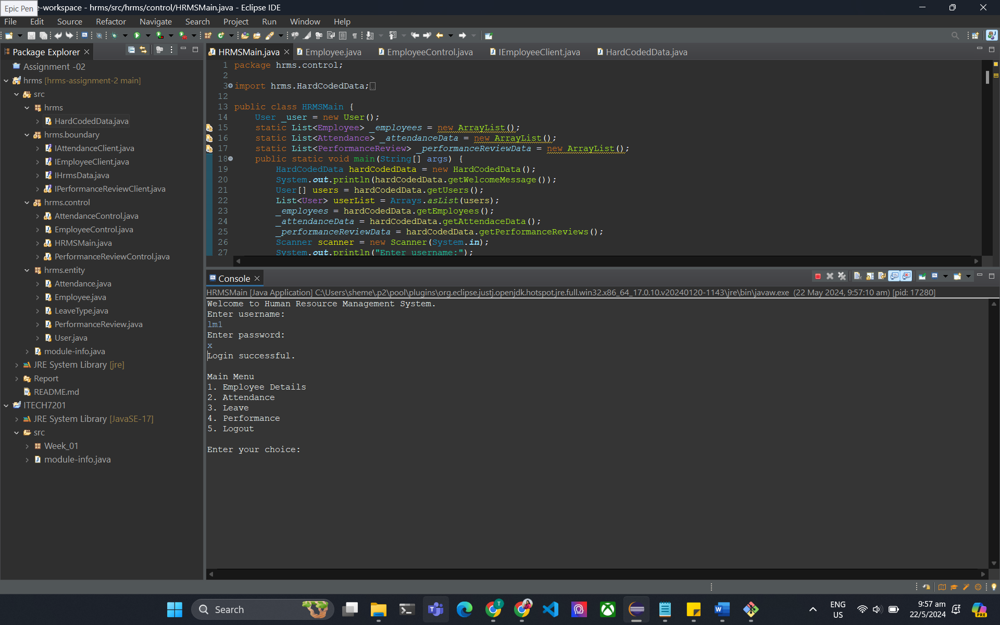 Epic Pen
e-workspace - hrms/src/hrms/control/HRMSMain.java - Eclipse IDE
File Edit Source Refactor Navigate Search Project Run Window Help
Package Explorer
HRMSMain.java Employee.java EmployeeControl.java IEmployeeClient.java HardCodedData.java
Assignment -02
hrms [hrms-assignment-2 main]
src
hrms
HardCodedData.java
hrms.boundary
IAttendanceClient.java
IEmployeeClient.java
IHrmsData.java
IPerformanceReviewClient.java
hrms.control
AttendanceControl.java
EmployeeControl.java
HRMSMain.java
PerformanceReviewControl.java
hrms.entity
Attendance.java
Employee.java
LeaveType.java
PerformanceReview.java
User.java
module-info.java
JRE System Library [jre]
Report
README.md
ITECH7201
JRE System Library [JavaSE-17]
src
Week_01
module-info.java
1 package hrms.control;
2
3 import hrms.HardCodedData;
12
13 public class HRMSMain {
14 User _user = new User();
15 static List<Employee> _employees = new ArrayList();
16 static List<Attendance> _attendanceData = new ArrayList();
17 static List<PerformanceReview> _performanceReviewData = new ArrayList();
18 public static void main(String[] args) {
19 HardCodedData hardCodedData = new HardCodedData();
20 System.out.println(hardCodedData.getWelcomeMessage());
21 User[] users = hardCodedData.getUsers();
22 List<User> userList = Arrays.asList(users);
23 _employees = hardCodedData.getEmployees();
24 _attendanceData = hardCodedData.getAttendaceData();
25 _performanceReviewData = hardCodedData.getPerformanceReviews();
26 Scanner scanner = new Scanner(System.in);
27 System.out.println("Enter username:");
Console
HRMSMain [Java Application] C:\Users\sheme\.p2\pool\plugins\org.eclipse.justj.openjdk.hotspot.jre.full.win32.x86_64_17.0.10.v20240120-1143\jre\bin\javaw.exe (22 May 2024, 9:57:10 am) [pid: 17280]
Welcome to Human Resource Management System.
Enter username:
lm1
Enter password:
x
Login successful.
Main Menu
1. Employee Details
2. Attendance
3. Leave
4. Performance
5. Logout
Enter your choice:
Search
T
ENG
US
9:57 am
22/5/2024
PRE